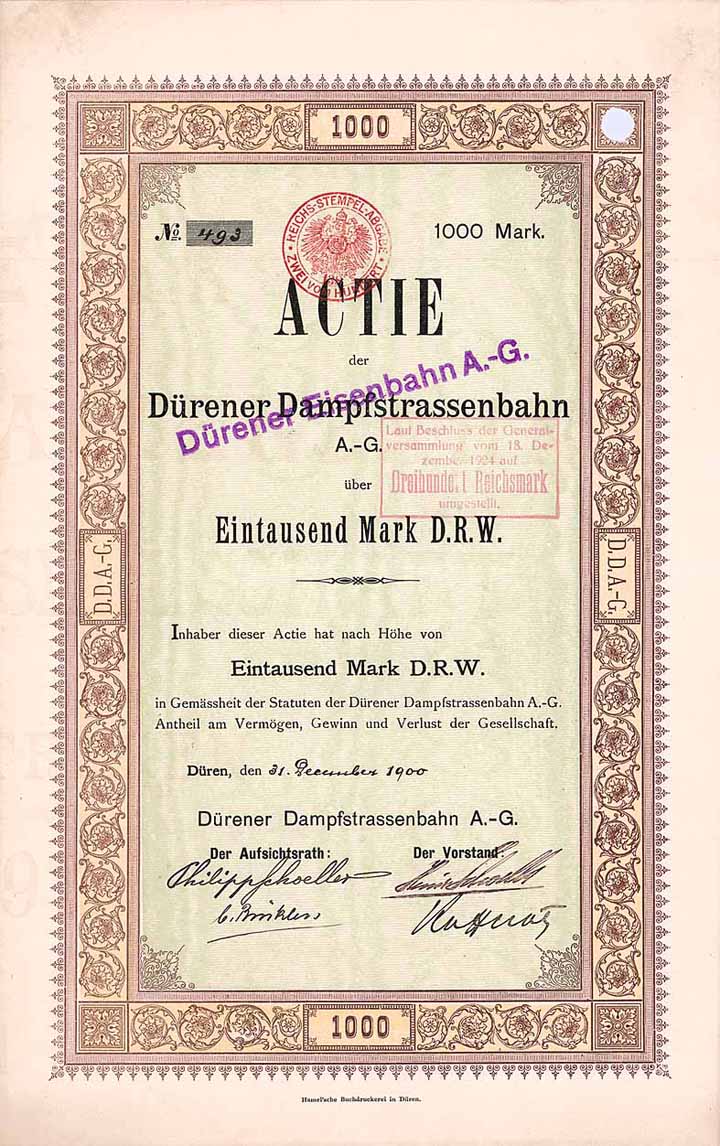 1000
No. 493
REICHS-STEMPEL-ABGABE
ZWEI VOM HUNDERT
1000 Mark.
ACTIE
der
Dürener Dampfstrassenbahn
Dürener Eisenbahn A.-G.
A.-G.
Laut Beschluss der General-
versammlung vom 18. De-
zember 1924 auf
Dreihundert Reichsmark
umgestellt.
über
Eintausend Mark D.R.W.
D.D.A.-G.
D.D.A.-G.
Inhaber dieser Actie hat nach Höhe von
Eintausend Mark D.R.W.
in Gemässheit der Statuten der Dürener Dampfstrassenbahn A.-G.
Antheil am Vermögen, Gewinn und Verlust der Gesellschaft.
Düren, den 31. December 1900
Dürener Dampfstrassenbahn A.-G.
Der Aufsichtsrath: Der Vorstand:
Philipp Schoeller
1000
Hamel'sche Buchdruckerei in Düren.